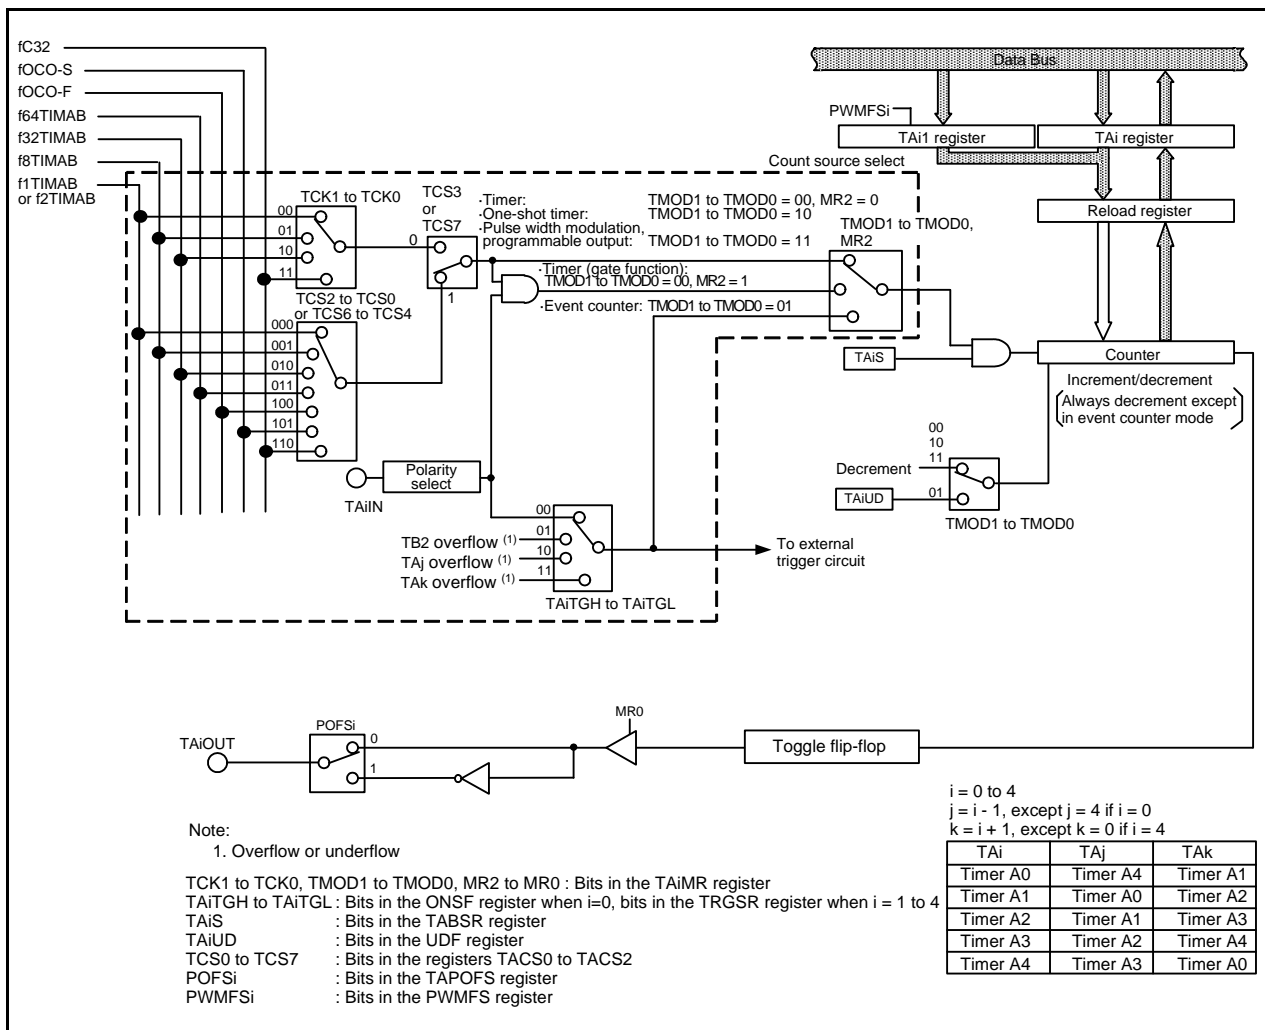 fC32
fOCO-S
fOCO-F
f64TIMAB
f32TIMAB
f8TIMAB
f1TIMAB
or f2TIMAB
Data Bus
PWMFSi
TAi1 register
TAi register
Reload register
Count source select
TCK1 to TCK0
00
01
10
11
TCS3
or
TCS7
0
1
·Timer: TMOD1 to TMOD0 = 00, MR2 = 0
·One-shot timer: TMOD1 to TMOD0 = 10
·Pulse width modulation,
programmable output: TMOD1 to TMOD0 = 11
TMOD1 to TMOD0,
MR2
·Timer (gate function):
TMOD1 to TMOD0 = 00, MR2 = 1
·Event counter: TMOD1 to TMOD0 = 01
TCS2 to TCS0
or TCS6 to TCS4
000
001
010
011
100
101
110
TAiS
Counter
Increment/decrement
(Always decrement except
in event counter mode)
00
10
11
Decrement
TAiUD
01
TMOD1 to TMOD0
TAiIN
Polarity
select
00
01
10
11
TB2 overflow (1)
TAj overflow (1)
TAk overflow (1)
TAiTGH to TAiTGL
To external
trigger circuit
TAiOUT
POFSi
0
1
MR0
Toggle flip-flop
i = 0 to 4
j = i - 1, except j = 4 if i = 0
k = i + 1, except k = 0 if i = 4
TAi TAj TAk
Timer A0 Timer A4 Timer A1
Timer A1 Timer A0 Timer A2
Timer A2 Timer A1 Timer A3
Timer A3 Timer A2 Timer A4
Timer A4 Timer A3 Timer A0
Note:
1. Overflow or underflow
TCK1 to TCK0, TMOD1 to TMOD0, MR2 to MR0 : Bits in the TAiMR register
TAiTGH to TAiTGL : Bits in the ONSF register when i=0, bits in the TRGSR register when i = 1 to 4
TAiS : Bits in the TABSR register
TAiUD : Bits in the UDF register
TCS0 to TCS7 : Bits in the registers TACS0 to TACS2
POFSi : Bits in the TAPOFS register
PWMFSi : Bits in the PWMFS register